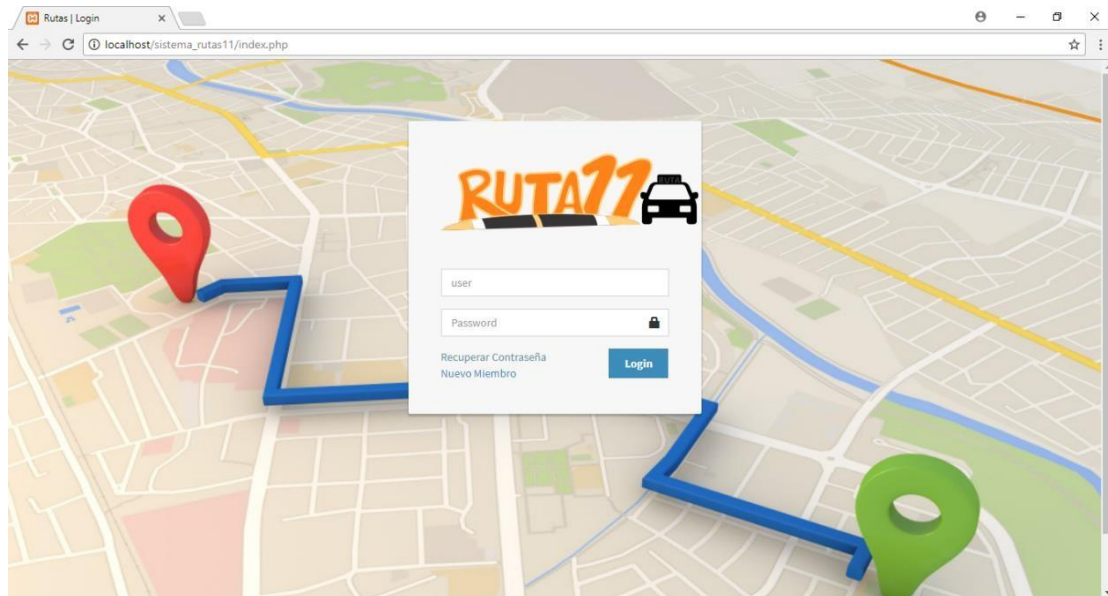 Rutas | Login
localhost/sistema_rutas11/index.php
RUTA11
RUTA
user
Password
Recuperar Contraseña
Login
Nuevo Miembro